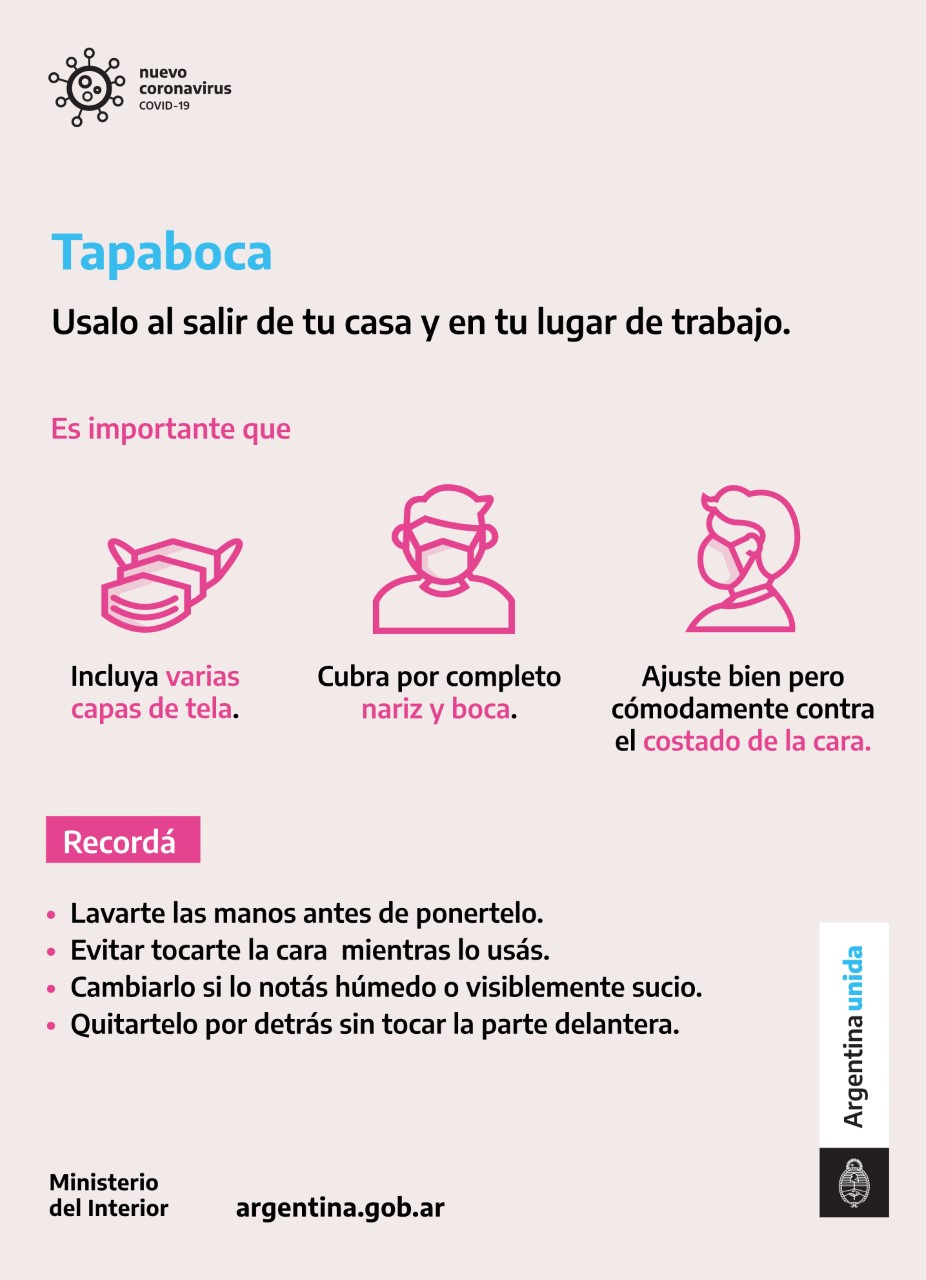 nuevo
coronavirus
COVID-19
Tapaboca
Usalo al salir de tu casa y en tu lugar de trabajo.
Es importante que
Incluya varias
capas de tela.
Cubra por completo
nariz y boca.
Ajuste bien pero
cómodamente contra
el costado de la cara.
Recordá
• Lavarte las manos antes de ponertelo.
• Evitar tocarte la cara  mientras lo usás.
• Cambiarlo si lo notás húmedo o visiblemente sucio.
• Quitartelo por detrás sin tocar la parte delantera.
Argentina unida
Ministerio
del Interior
argentina.gob.ar